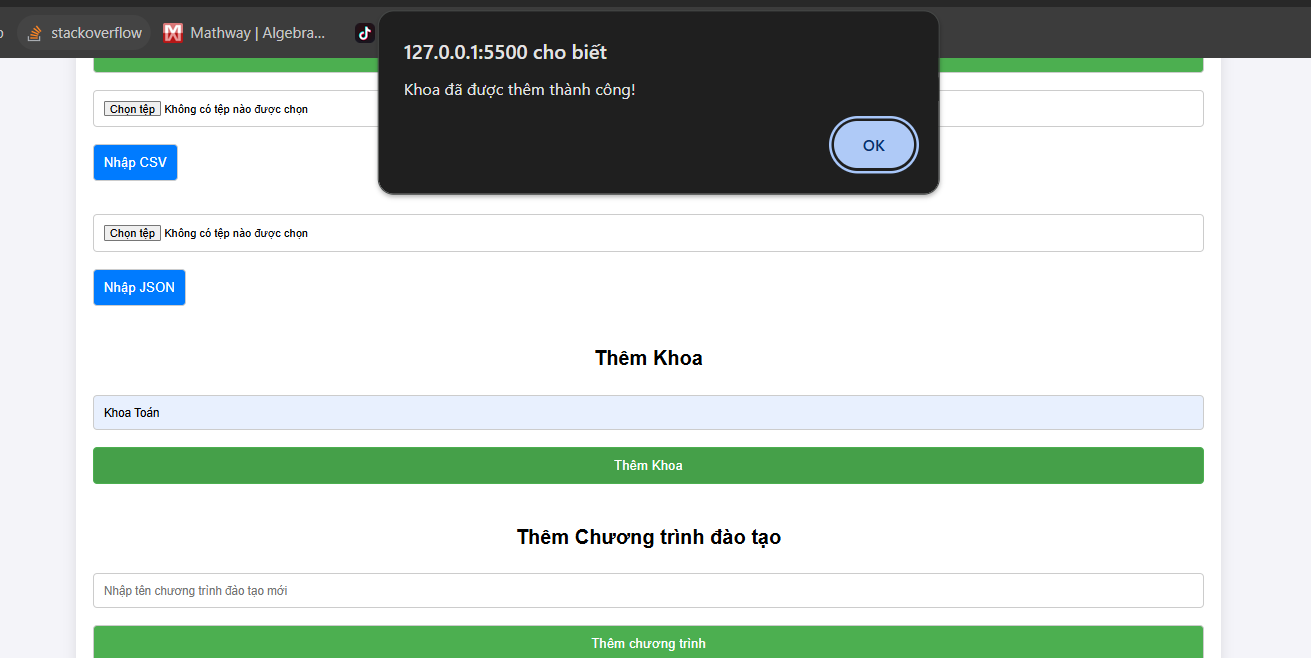 stackoverflow
Mathway | Algebra...
127.0.0.1:5500 cho biết
Khoa đã được thêm thành công!
OK
Chọn tệp Không có tệp nào được chọn
Nhập CSV
Chọn tệp Không có tệp nào được chọn
Nhập JSON
Thêm Khoa
Khoa Toán
Thêm Khoa
Thêm Chương trình đào tạo
Nhập tên chương trình đào tạo mới
Thêm chương trình